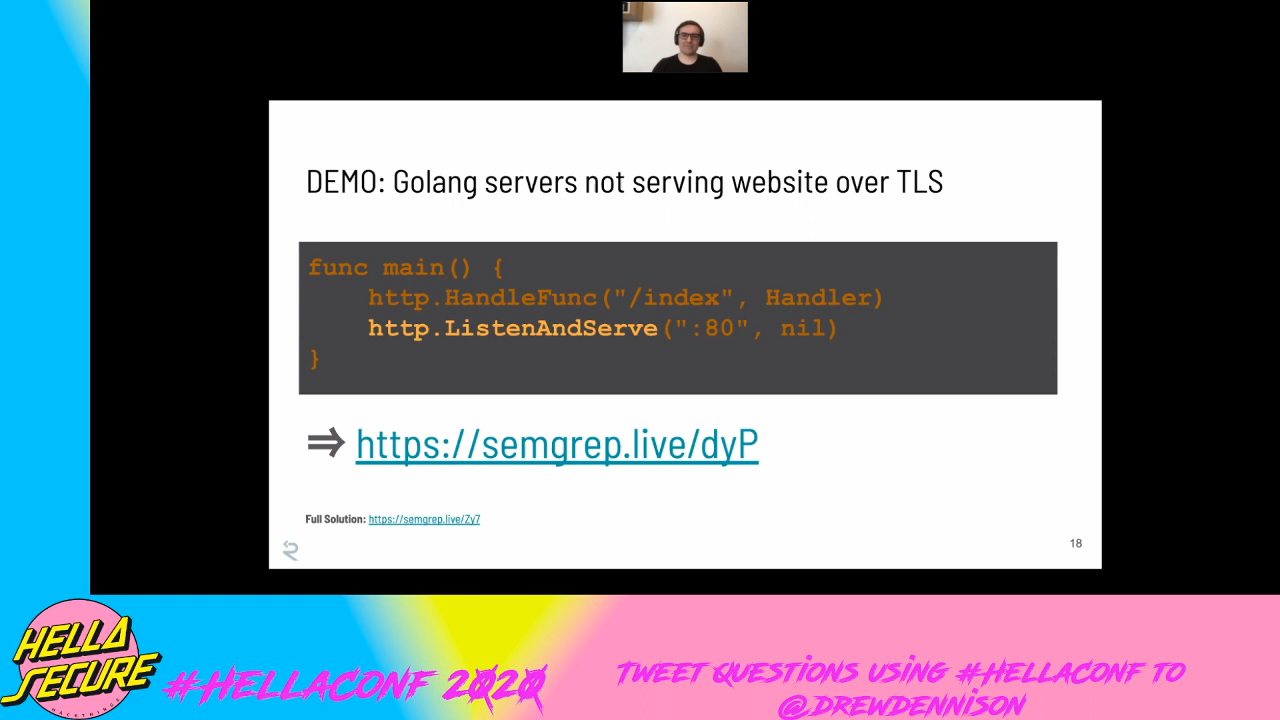 DEMO: Golang servers not serving website over TLS
func main() {
    http.HandleFunc("/index", Handler)
    http.ListenAndServe(":80", nil)
}
⇒ https://semgrep.live/dyP
Full Solution: https://semgrep.live/Zy7
18
HELLA
SECURE
HACKTHINGS
#HELLACONF 2020
TWEET QUESTIONS USING #HELLACONF TO
@DREWDENNISON